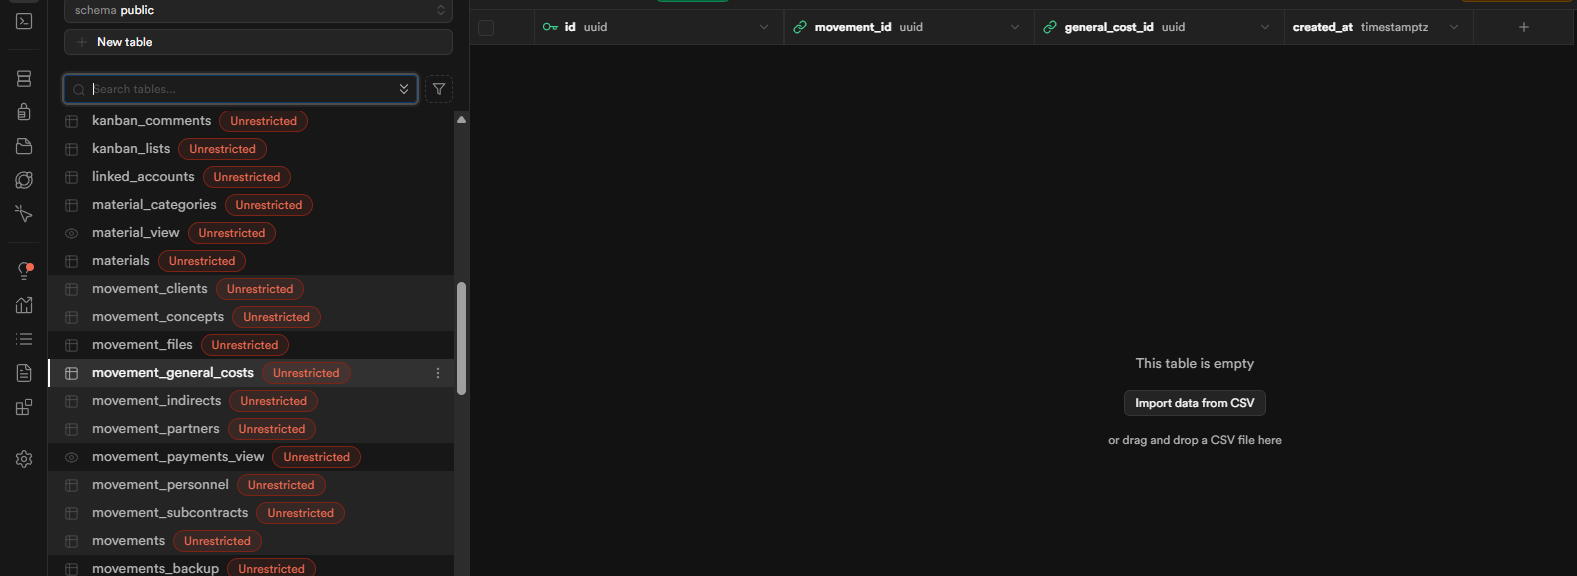 schema public
New table
Search tables...
kanban_comments Unrestricted
kanban_lists Unrestricted
linked_accounts Unrestricted
material_categories Unrestricted
material_view Unrestricted
materials Unrestricted
movement_clients Unrestricted
movement_concepts Unrestricted
movement_files Unrestricted
movement_general_costs Unrestricted
movement_indirects Unrestricted
movement_partners Unrestricted
movement_payments_view Unrestricted
movement_personnel Unrestricted
movement_subcontracts Unrestricted
movements Unrestricted
movements_backup Unrestricted
id uuid movement_id uuid general_cost_id uuid created_at timestamptz
This table is empty
Import data from CSV
or drag and drop a CSV file here